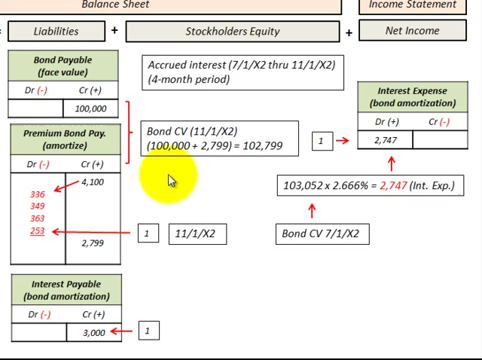 Balance Sheet
Income Statement
=
Liabilities
+
Stockholders Equity
+
Net Income
Bond Payable
(face value)
Dr (-)
Cr (+)
100,000
Accrued interest (7/1/X2 thru 11/1/X2)
(4-month period)
Interest Expense
(bond amortization)
Dr (+)
Cr (-)
2,747
Premium Bond Pay.
(amortize)
Dr (-)
Cr (+)
4,100
336
349
363
253
2,799
Bond CV (11/1/X2)
(100,000 + 2,799) = 102,799
1
103,052 x 2.666% = 2,747 (Int. Exp.)
1
11/1/X2
Bond CV 7/1/X2
Interest Payable
(bond amortization)
Dr (-)
Cr (+)
3,000
1